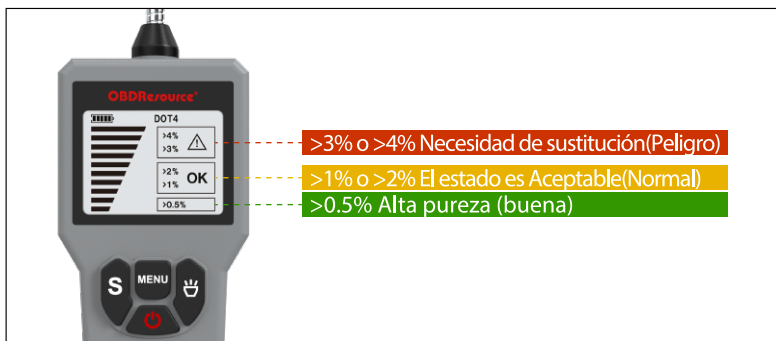 OBDResource®
DOT4
>4%
>3%
>2%
>1%
OK
>0.5%
>3% o >4% Necesidad de sustitución(Peligro)
>1% o >2% El estado es Aceptable(Normal)
>0.5% Alta pureza (buena)
S
MENU